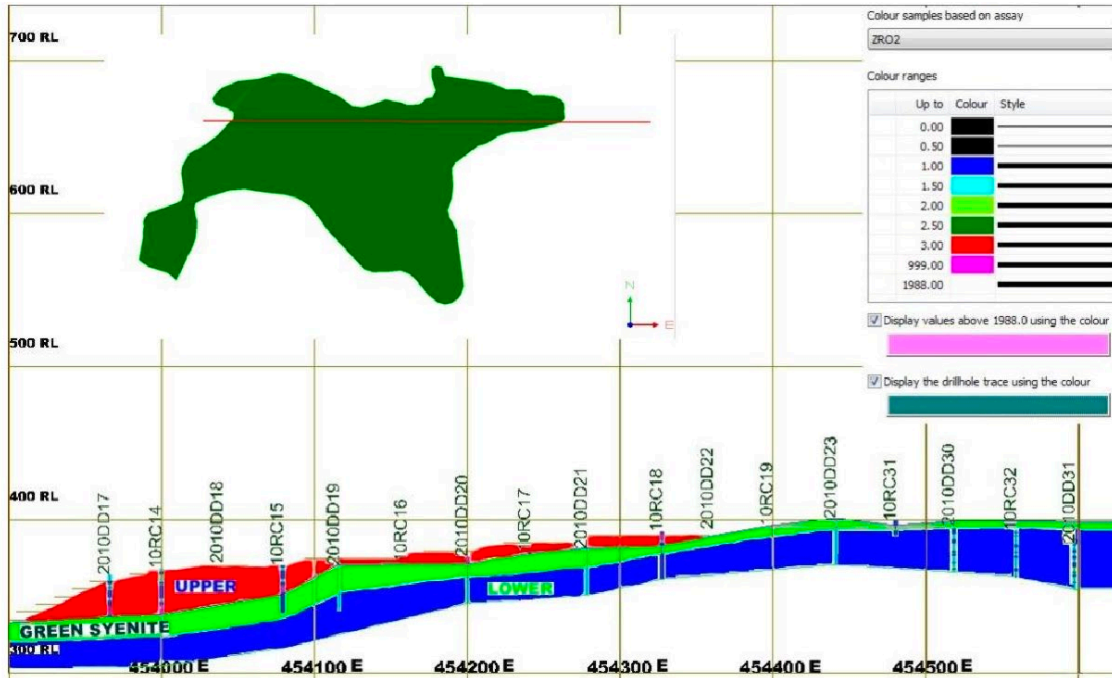 Colour samples based on assay
ZRO2
Colour ranges
Up to Colour Style
0.00
0.50
1.00
1.50
2.00
2.50
3.00
999.00
1988.00
Display values above 1988.0 using the colour
Display the drillhole trace using the colour
700 RL
600 RL
500 RL
400 RL
300 RL
N
E
2010DD17
10RC14
2010DD18
10RC15
2010DD19
10RC16
2010DD20
10RC17
2010DD21
10RC18
2010DD22
10RC19
2010DD23
10RC31
2010DD30
10RC32
2010DD31
UPPER
LOWER
GREEN SYENITE
454000 E
454100 E
454200 E
454300 E
454400 E
454500 E